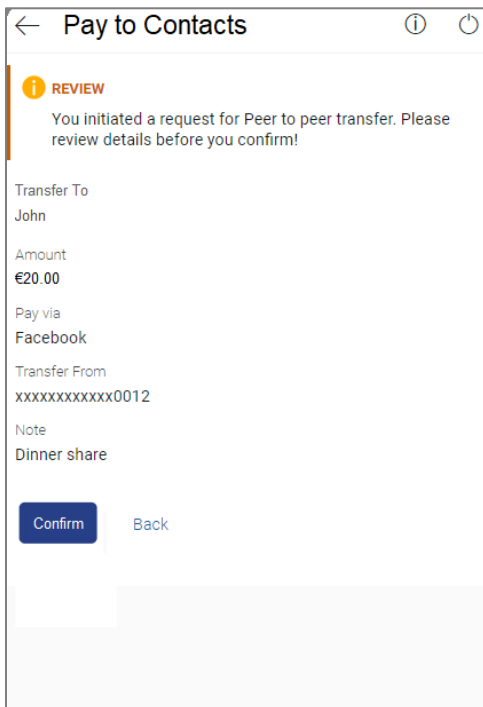 Pay to Contacts
REVIEW
You initiated a request for Peer to peer transfer. Please
review details before you confirm!
Transfer To
John
Amount
€20.00
Pay via
Facebook
Transfer From
xxxxxxxxxxxx0012
Note
Dinner share
Confirm Back